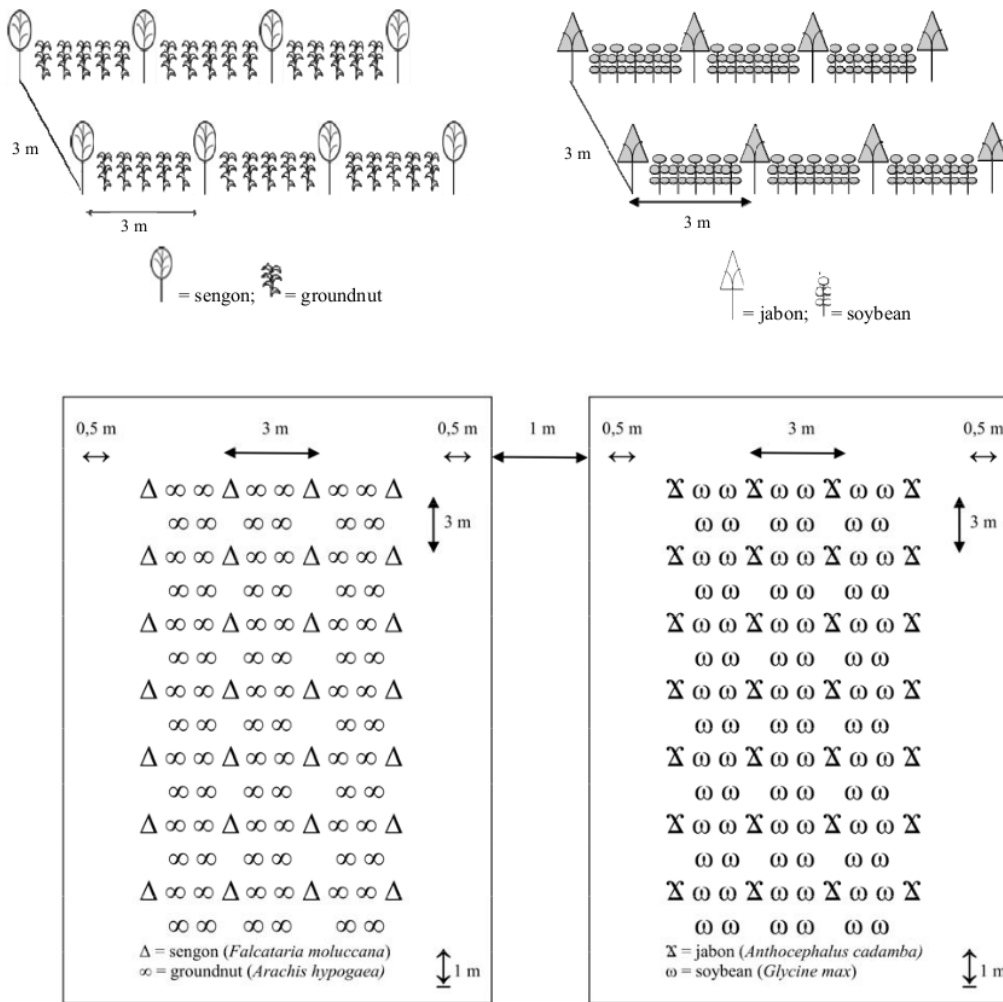 3 m
3 m
= sengon; = groundnut
3 m
3 m
= jabon; = soybean
0,5 m 3 m 0,5 m
1 m
0,5 m 3 m 0,5 m
Δ ∞ ∞ Δ ∞ ∞ Δ ∞ ∞ Δ
3 m
∞ ∞ ∞ ∞ ∞ ∞
Δ ∞ ∞ Δ ∞ ∞ Δ ∞ ∞ Δ
∞ ∞ ∞ ∞ ∞ ∞
Δ ∞ ∞ Δ ∞ ∞ Δ ∞ ∞ Δ
∞ ∞ ∞ ∞ ∞ ∞
Δ ∞ ∞ Δ ∞ ∞ Δ ∞ ∞ Δ
∞ ∞ ∞ ∞ ∞ ∞
Δ ∞ ∞ Δ ∞ ∞ Δ ∞ ∞ Δ
∞ ∞ ∞ ∞ ∞ ∞
Δ ∞ ∞ Δ ∞ ∞ Δ ∞ ∞ Δ
∞ ∞ ∞ ∞ ∞ ∞
Δ ∞ ∞ Δ ∞ ∞ Δ ∞ ∞ Δ
∞ ∞ ∞ ∞ ∞ ∞
Δ = sengon (Falcataria moluccana)
∞ = groundnut (Arachis hypogaea)
1 m
Ϫ ω ω Ϫ ω ω Ϫ ω ω Ϫ
3 m
ω ω ω ω ω ω
Ϫ ω ω Ϫ ω ω Ϫ ω ω Ϫ
ω ω ω ω ω ω
Ϫ ω ω Ϫ ω ω Ϫ ω ω Ϫ
ω ω ω ω ω ω
Ϫ ω ω Ϫ ω ω Ϫ ω ω Ϫ
ω ω ω ω ω ω
Ϫ ω ω Ϫ ω ω Ϫ ω ω Ϫ
ω ω ω ω ω ω
Ϫ ω ω Ϫ ω ω Ϫ ω ω Ϫ
ω ω ω ω ω ω
Ϫ ω ω Ϫ ω ω Ϫ ω ω Ϫ
ω ω ω ω ω ω
Ϫ = jabon (Anthocephalus cadamba)
ω = soybean (Glycine max)
1 m